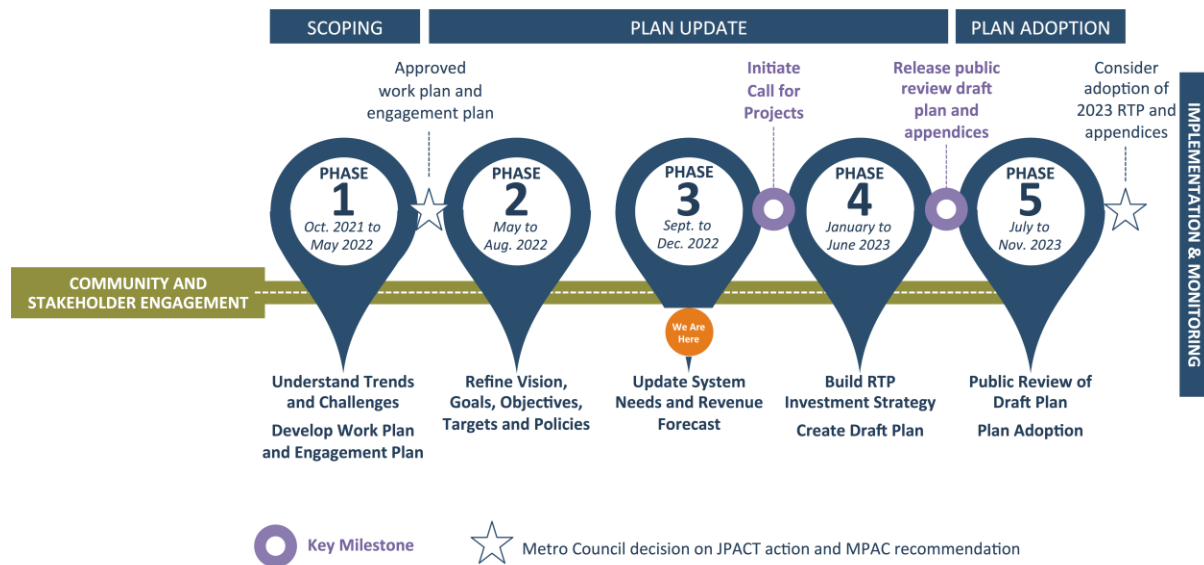 SCOPING
PLAN UPDATE
PLAN ADOPTION
Approved
work plan and
engagement plan
Initiate
Call for
Projects
Release public
review draft
plan and
appendices
Consider
adoption of
2023 RTP and
appendices
IMPLEMENTATION & MONITORING
PHASE
1
Oct. 2021 to
May 2022
PHASE
2
May to
Aug. 2022
PHASE
3
Sept. to
Dec. 2022
PHASE
4
January to
June 2023
PHASE
5
July to
Nov. 2023
COMMUNITY AND
STAKEHOLDER ENGAGEMENT
We Are
Here
Understand Trends
and Challenges
Develop Work Plan
and Engagement Plan
Refine Vision,
Goals, Objectives,
Targets and Policies
Update System
Needs and Revenue
Forecast
Build RTP
Investment Strategy
Create Draft Plan
Public Review of
Draft Plan
Plan Adoption
Key Milestone
Metro Council decision on JPACT action and MPAC recommendation